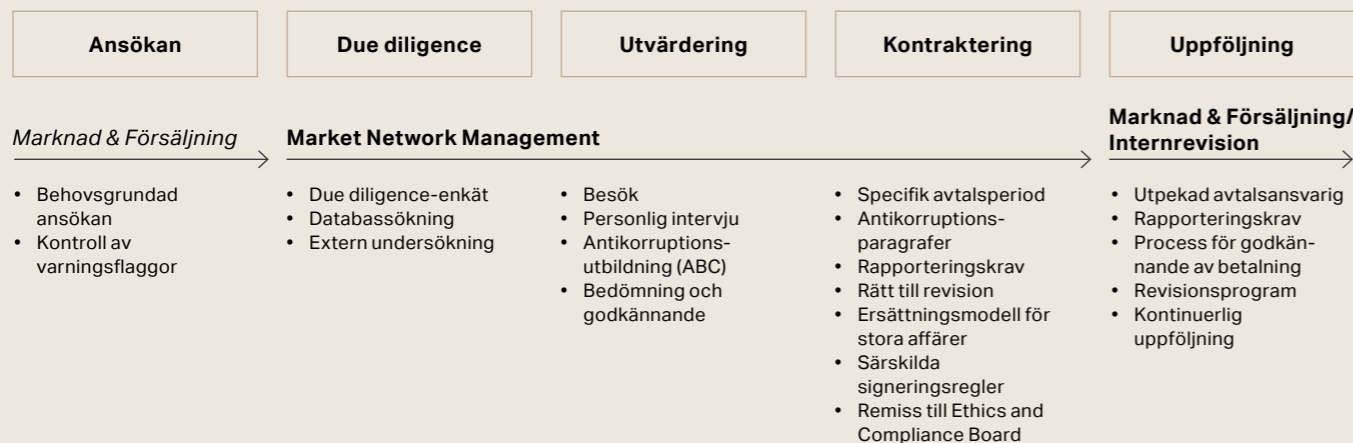 Ansökan
Due diligence
Utvärdering
Kontraktering
Uppföljning
Marknad & Försäljning
Market Network Management
Marknad & Försäljning/
Internrevision
• Behovsgrundad
ansökan
• Kontroll av
varningsflaggor
• Due diligence-enkät
• Databassökning
• Extern undersökning
• Besök
• Personlig intervju
• Antikorruptions-
utbildning (ABC)
• Bedömning och
godkännande
• Specifik avtalsperiod
• Antikorruptions-
paragrafer
• Rapporteringskrav
• Rätt till revision
• Ersättningsmodell för
stora affärer
• Särskilda
signeringsregler
• Remiss till Ethics and
Compliance Board
• Utpekad avtalsansvarig
• Rapporteringskrav
• Process för godkän-
nande av betalning
• Revisionsprogram
• Kontinuerlig
uppföljning